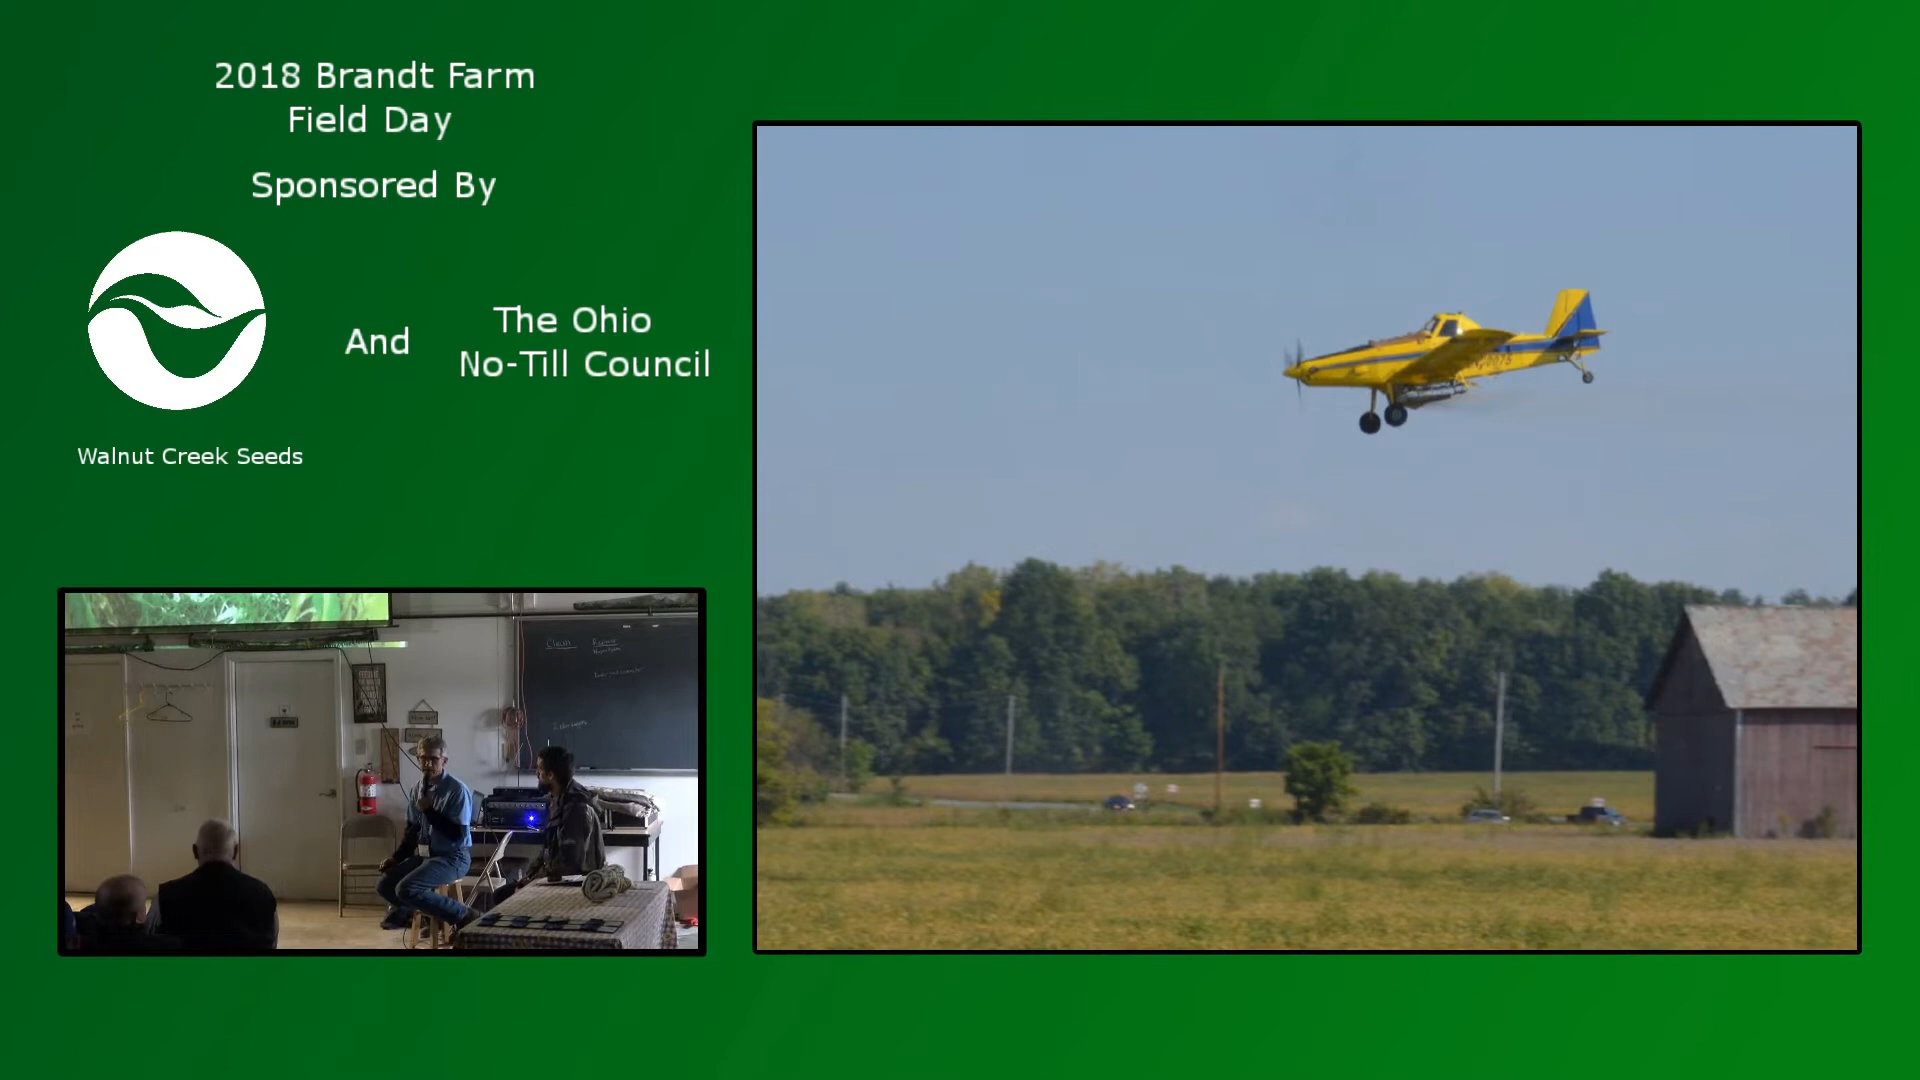 2018 Brandt Farm
Field Day
Sponsored By
And
The Ohio
No-Till Council
Walnut Creek Seeds